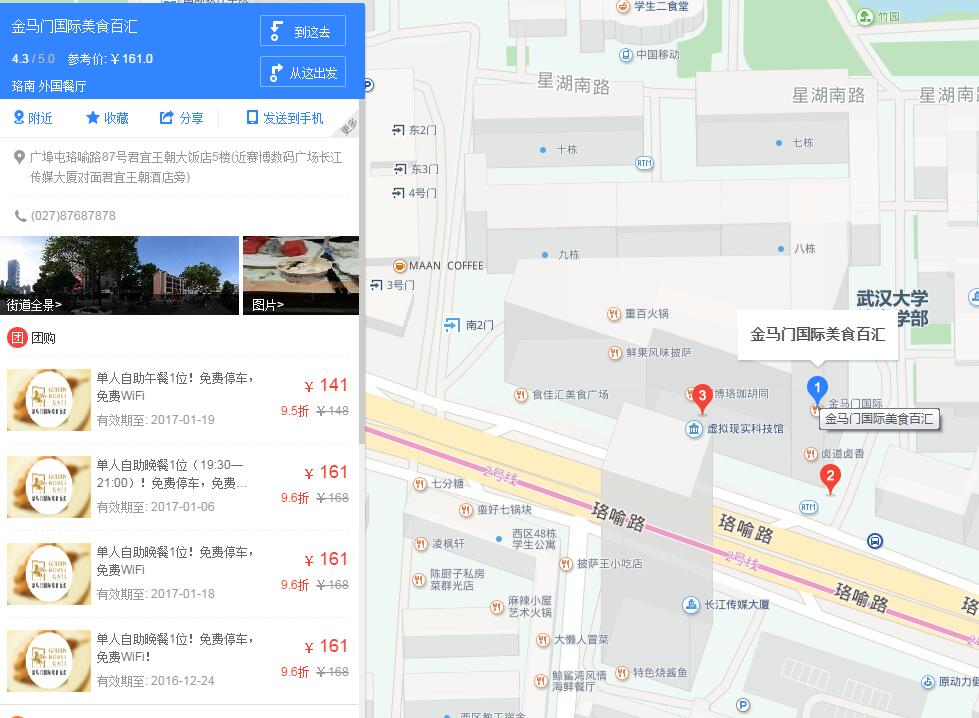 金马门国际美食百汇
4.3/5.0 参考价:￥161.0
珞南 外国餐厅
到这去
从这出发
附近
收藏
分享
发送到手机
更多
广埠屯珞喻路87号君宜王朝大饭店5楼(近赛博数码广场长江
传媒大厦对面君宜王朝酒店旁)
(027)87687878
街道全景>
图片>
团 团购
单人自助午餐1位！免费停车，
免费WiFi
有效期至: 2017-01-19
￥ 141
9.5折 ￥148
单人自助晚餐1位（19:30—
21:00）！免费停车，免费...
有效期至: 2017-01-06
￥ 161
9.6折 ￥168
单人自助晚餐1位！免费停车，
免费WiFi
有效期至: 2017-01-18
￥ 161
9.6折 ￥168
单人自助晚餐1位！免费停车，
免费WiFi！
有效期至: 2016-12-24
￥ 161
9.6折 ￥168
GOLDEN
HORSE
GATE
学生二食堂
竹园
中国移动
P
星湖南路
星湖南路
星湖南
东2门
十栋
七栋
ATM
东3门
4号门
九栋
八栋
MAAN COFFEE
3号门
武汉大学
学部
重百火锅
南2门
金马门国际美食百汇
鲜果风味披萨
食佳汇美食广场
3
博珞珈胡同
1
金马门国际
金马门国际美食百汇
虚拟现实科技馆
卤道卤香
2
2号线
七分糖
ATM
蛮好七锅块
珞喻路
珞喻路
西区48栋
学生公寓
凌枫轩
2号线
披萨王小吃店
陈厨子私房
菜群光店
珞喻路
珞
麻辣小屋
艺术火锅
长江传媒大厦
大懒人冒菜
2
鲸鲨湾风情
海鲜餐厅
特色烧酱鱼
原动力健
P
西区教工宿舍